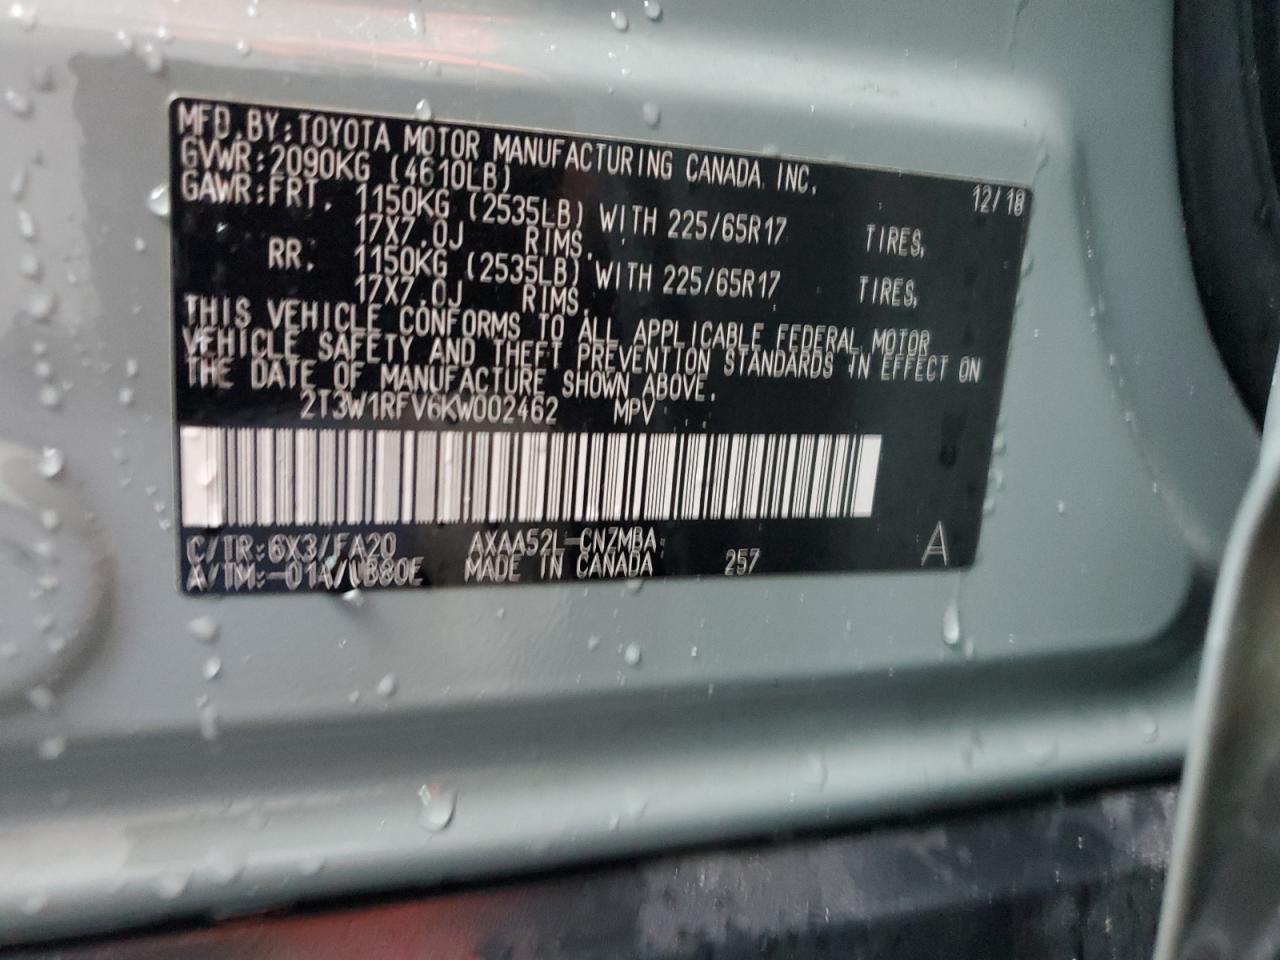 MFD.BY:TOYOTA MOTOR MANUFACTURING CANADA INC.
GVWR:2090KG (4610LB) 12/18
GAWR:FRT. 1150KG (2535LB) WITH 225/65R17 TIRES,
17X7.0J RIMS.
RR. 1150KG (2535LB) WITH 225/65R17 TIRES,
17X7.0J RIMS.
THIS VEHICLE CONFORMS TO ALL APPLICABLE FEDERAL MOTOR
VEHICLE SAFETY AND THEFT PREVENTION STANDARDS IN EFFECT ON
THE DATE OF MANUFACTURE SHOWN ABOVE.
2T3W1RFV6KW002462 MPV
C/TR:6X3/FA20 AXAA52L-CNZMBA
A/TM:-01A/UB80E MADE IN CANADA 257 A